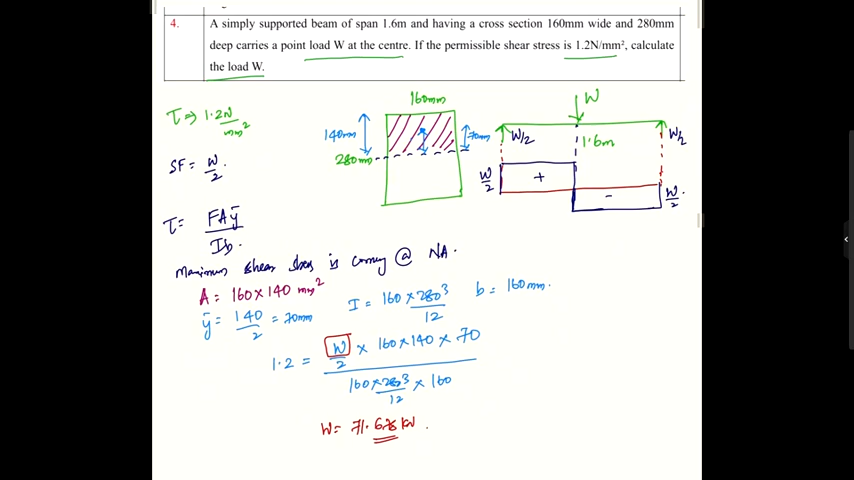 4. A simply supported beam of span 1.6m and having a cross section 160mm wide and 280mm
deep carries a point load W at the centre. If the permissible shear stress is 1.2N/mm², calculate
the load W.
160mm
W
τ ⇒ 1.2N/mm²
140mm
70mm
W/2
W/2
280mm
1.6m
SF = W/2.
W/2
+
-
W/2.
τ = FAȳ/Ib.
Maximum shear stress is coming @ NA.
A = 160×140 mm²
I = 160×280³/12
b = 160mm.
ȳ = 140/2 = 70mm
1.2 = W/2 × 160×140 × 70
160×280³/12 × 160
W = 71.68 kN.